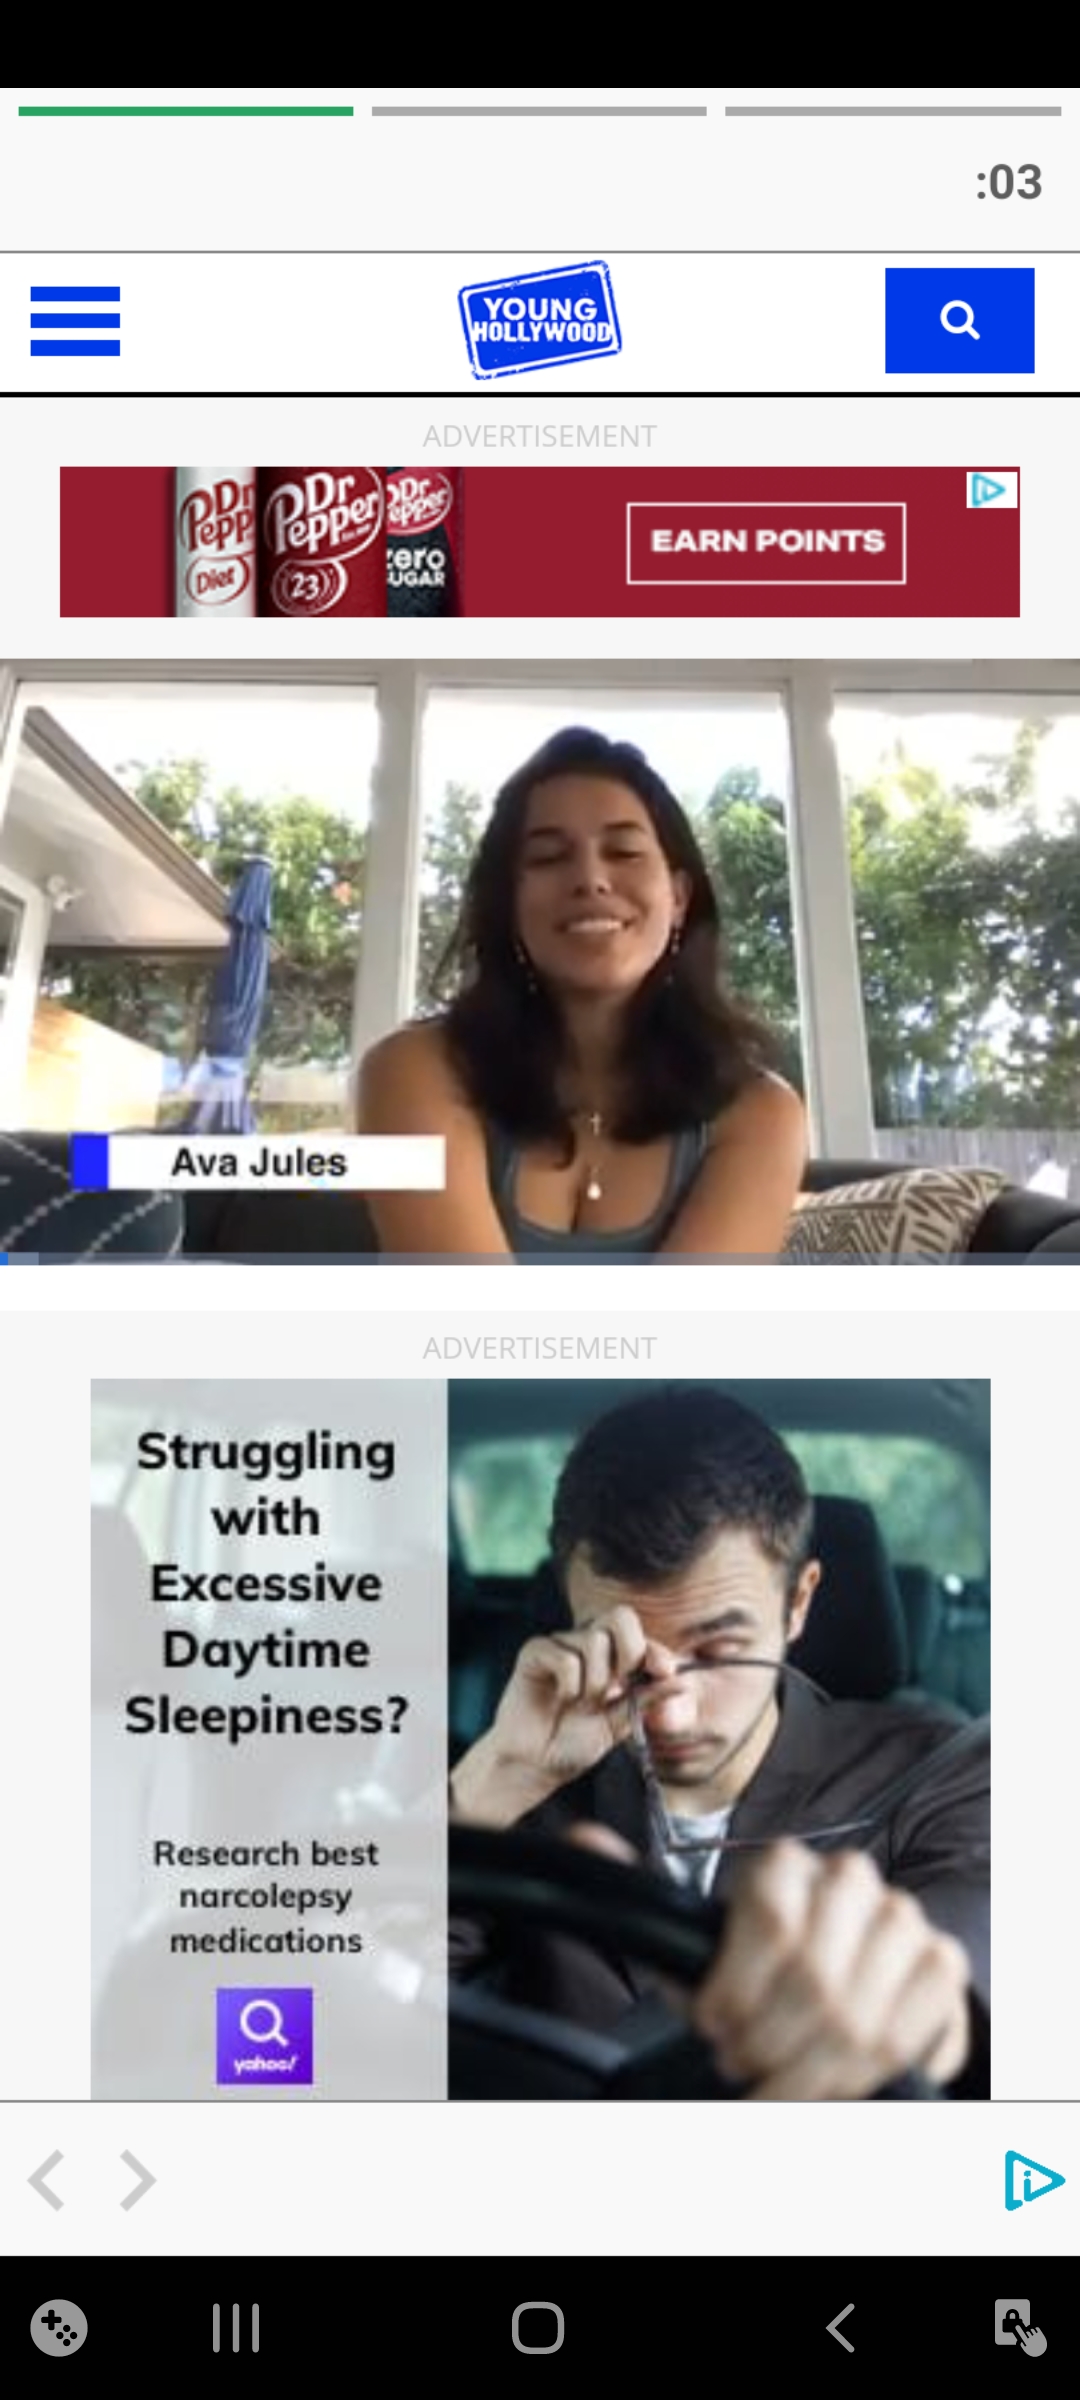 :03
YOUNG
HOLLYWOOD
ADVERTISEMENT
Dr
Pepper
Diet
Dr
Pepper
23
Dr
Pepper
zero
SUGAR
EARN POINTS
Ava Jules
ADVERTISEMENT
Struggling
with
Excessive
Daytime
Sleepiness?
Research best
narcolepsy
medications
yahoo!